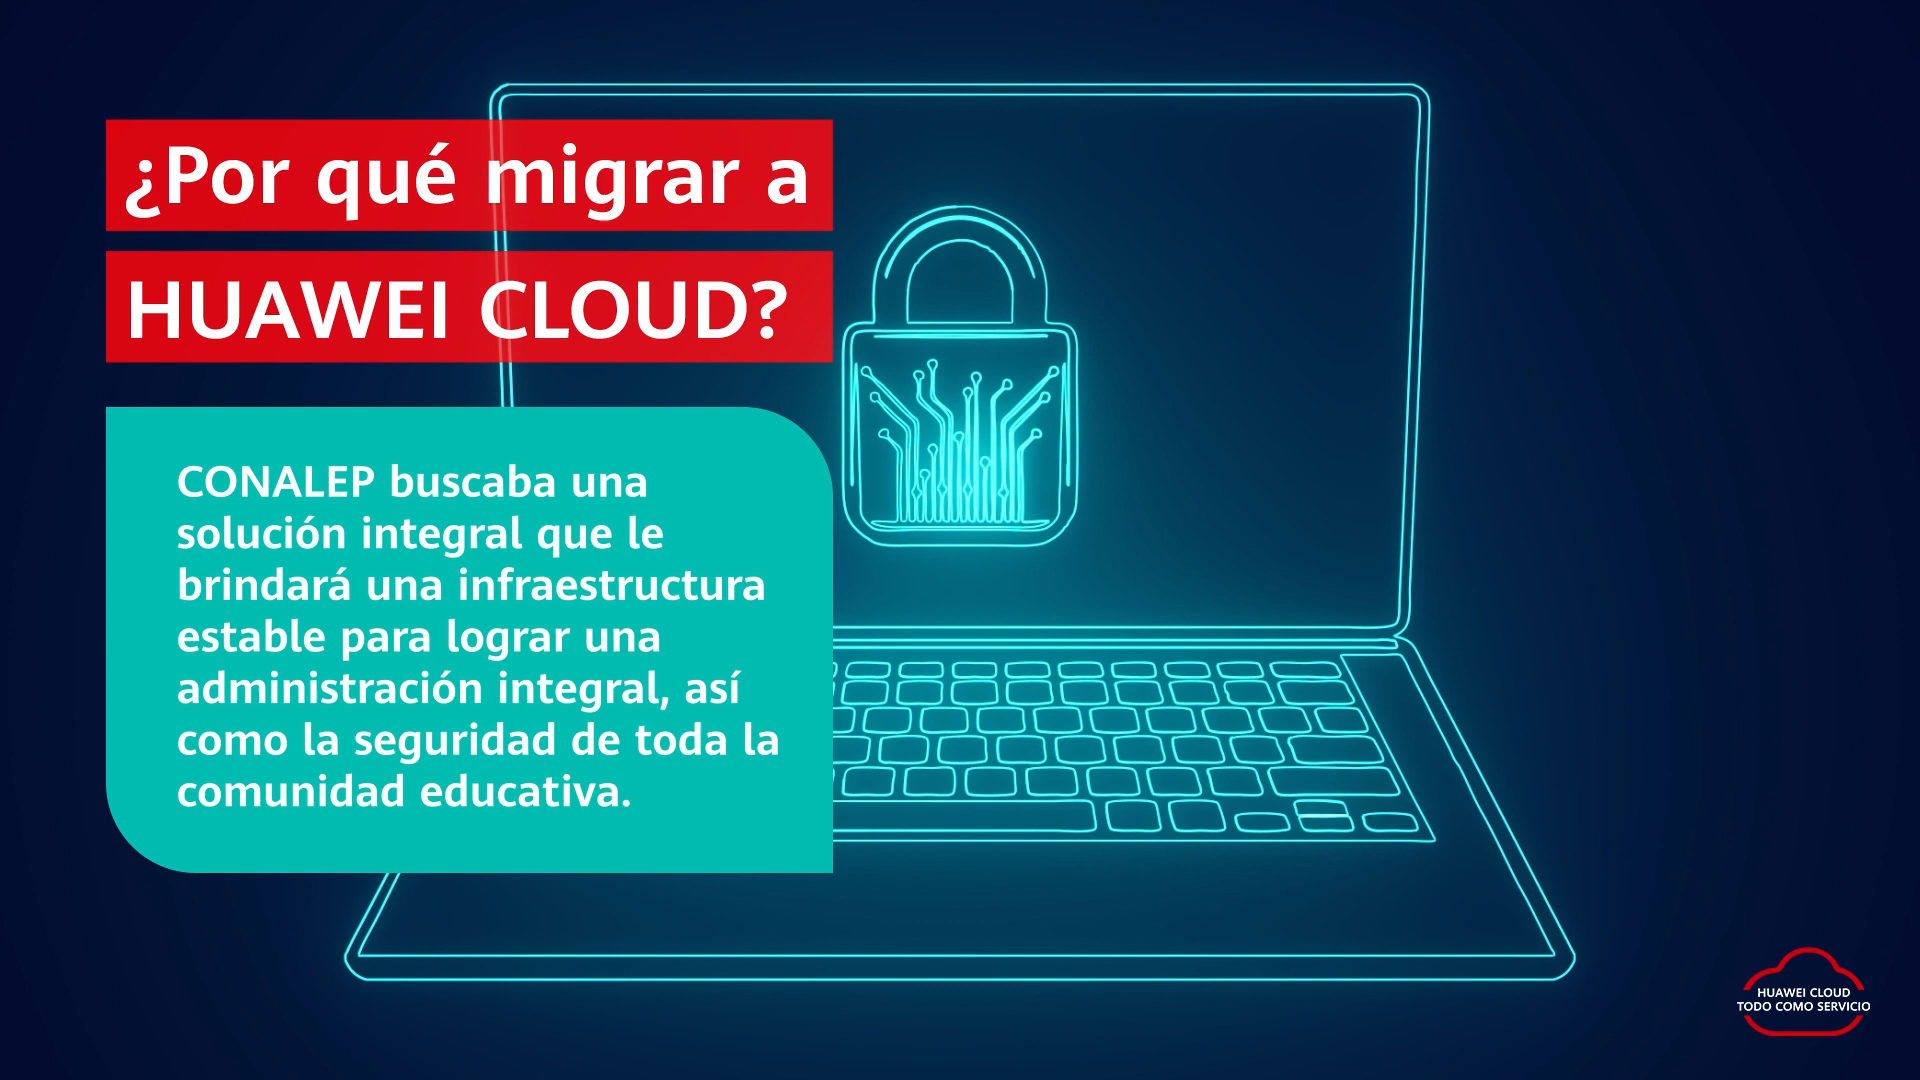 ¿Por qué migrar a
HUAWEI CLOUD?
CONALEP buscaba una
solución integral que le
brindará una infraestructura
estable para lograr una
administración integral, así
como la seguridad de toda la
comunidad educativa.
HUAWEI CLOUD
TODO COMO SERVICIO